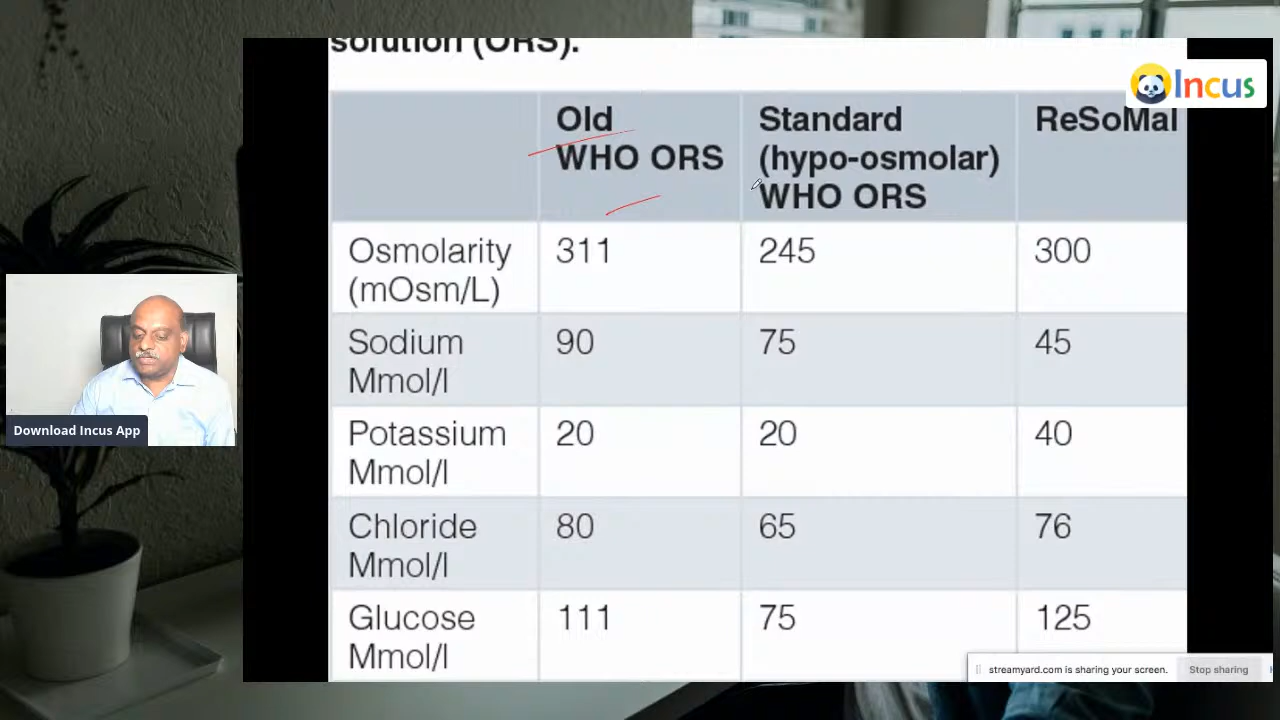 solution (ORS).
Incus
Old
WHO ORS
Standard
(hypo-osmolar)
WHO ORS
ReSoMal
Osmolarity
(mOsm/L)
311
245
300
Sodium
Mmol/l
90
75
45
Potassium
Mmol/l
20
20
40
Chloride
Mmol/l
80
65
76
Glucose
Mmol/l
111
75
125
Download Incus App
streamyard.com is sharing your screen.
Stop sharing